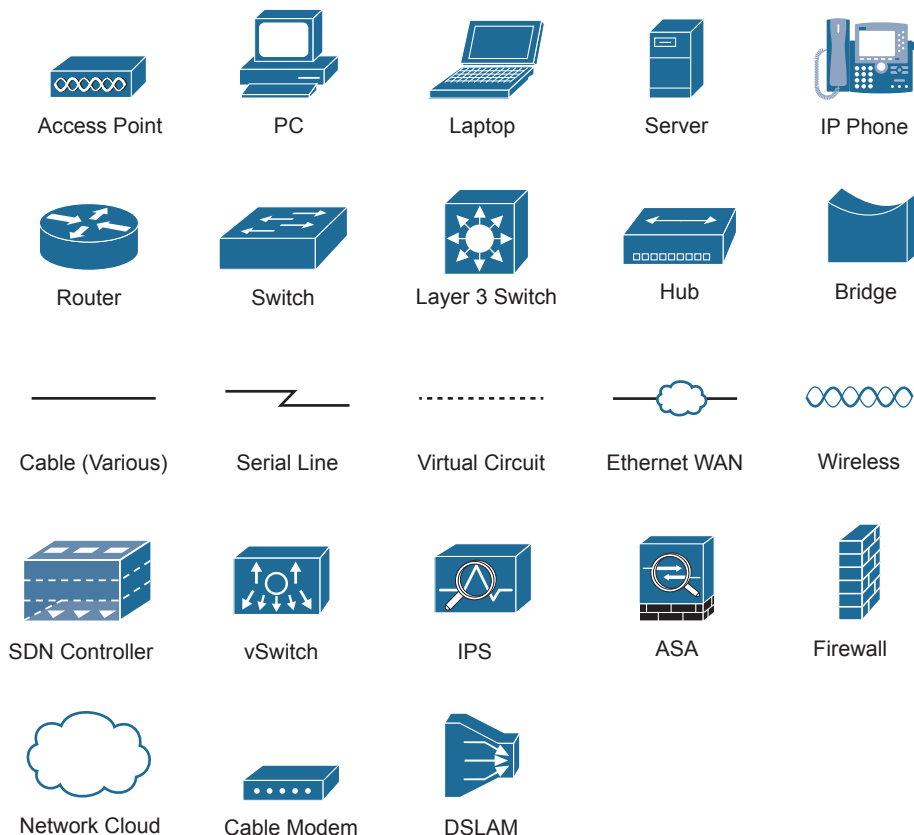 Access Point
PC
Laptop
Server
IP Phone
Router
Switch
Layer 3 Switch
Hub
Bridge
Cable (Various)
Serial Line
Virtual Circuit
Ethernet WAN
Wireless
SDN Controller
vSwitch
IPS
ASA
Firewall
Network Cloud
Cable Modem
DSLAM